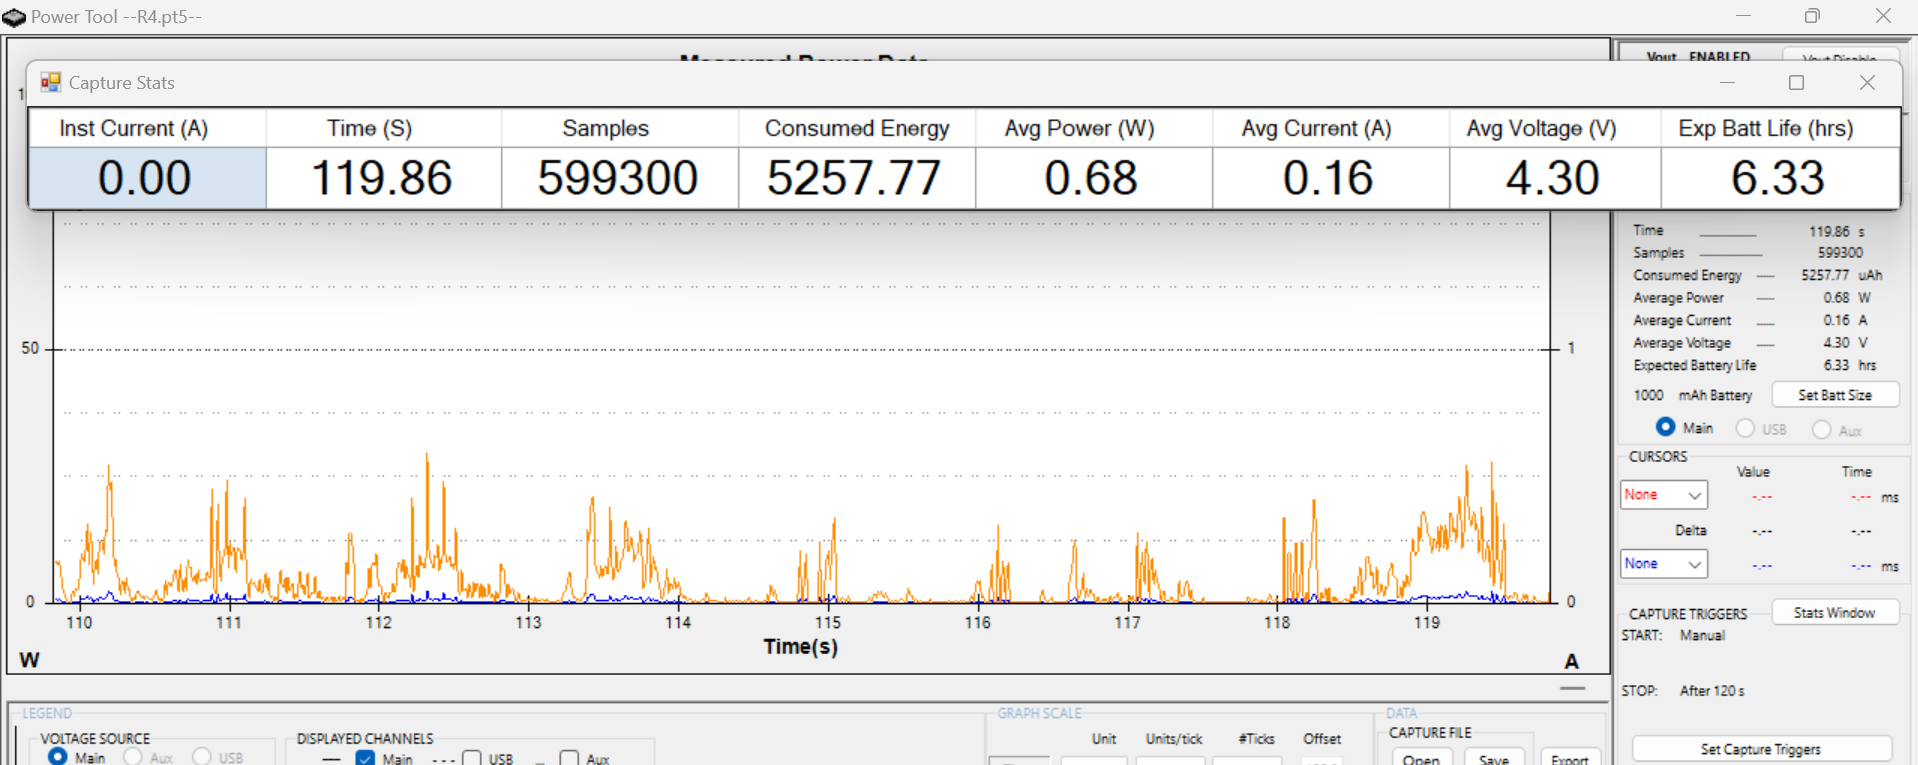 Power Tool --R4.pt5--
Measured Power Data
Vout ENABLED
Vout Disable
Capture Stats
Inst Current (A) Time (S) Samples Consumed Energy Avg Power (W) Avg Current (A) Avg Voltage (V) Exp Batt Life (hrs)
0.00 119.86 599300 5257.77 0.68 0.16 4.30 6.33
Time 119.86 s
Samples 599300
Consumed Energy 5257.77 uAh
Average Power 0.68 W
Average Current 0.16 A
Average Voltage 4.30 V
Expected Battery Life 6.33 hrs
1000 mAh Battery Set Batt Size
Main USB Aux
50 1
0 0
110 111 112 113 114 115 116 117 118 119
Time(s)
W A
CURSORS
Value Time
None -.-- -.-- ms
Delta -.-- -.--
None -.-- -.-- ms
CAPTURE TRIGGERS Stats Window
START: Manual
STOP: After 120 s
Set Capture Triggers
LEGEND
VOLTAGE SOURCE
Main Aux USB
DISPLAYED CHANNELS
Main USB Aux
GRAPH SCALE
Unit Units/tick #Ticks Offset
DATA
CAPTURE FILE
Open Save Export